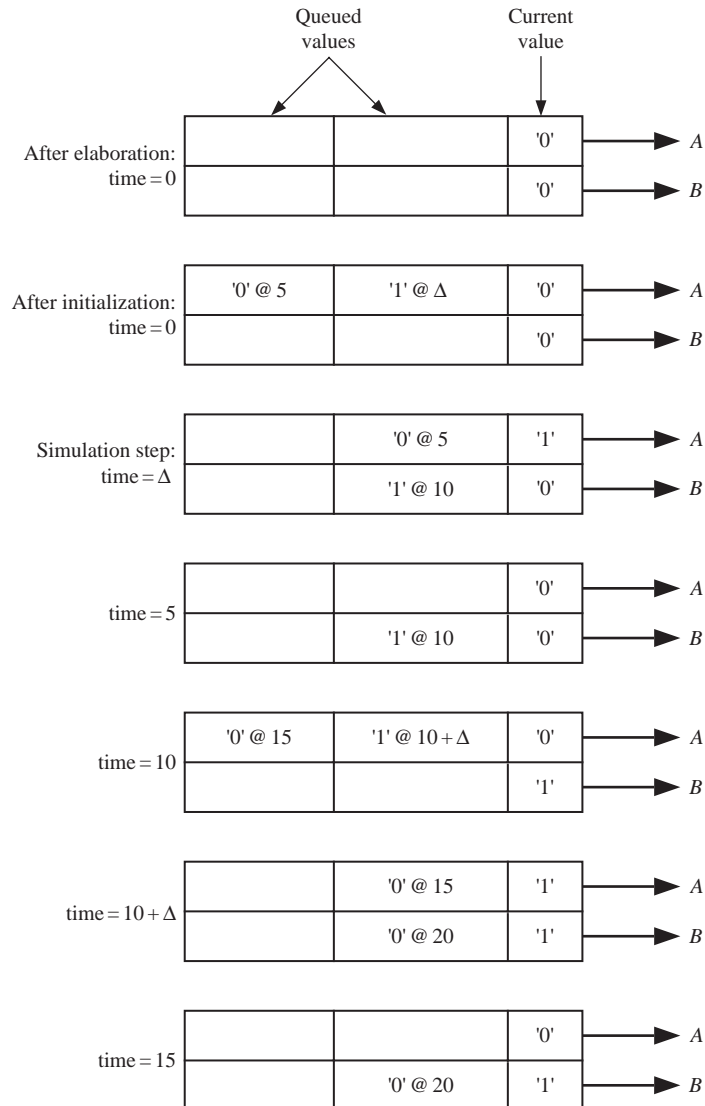 Queued
values
Current
value
After elaboration:
time = 0
'0' A
'0' B
After initialization:
time = 0
'0' @ 5 '1' @ Δ '0' A
'0' B
Simulation step:
time = Δ
'0' @ 5 '1' A
'1' @ 10 '0' B
time = 5
'0' A
'1' @ 10 '0' B
time = 10
'0' @ 15 '1' @ 10 + Δ '0' A
'1' B
time = 10 + Δ
'0' @ 15 '1' A
'0' @ 20 '1' B
time = 15
'0' A
'0' @ 20 '1' B